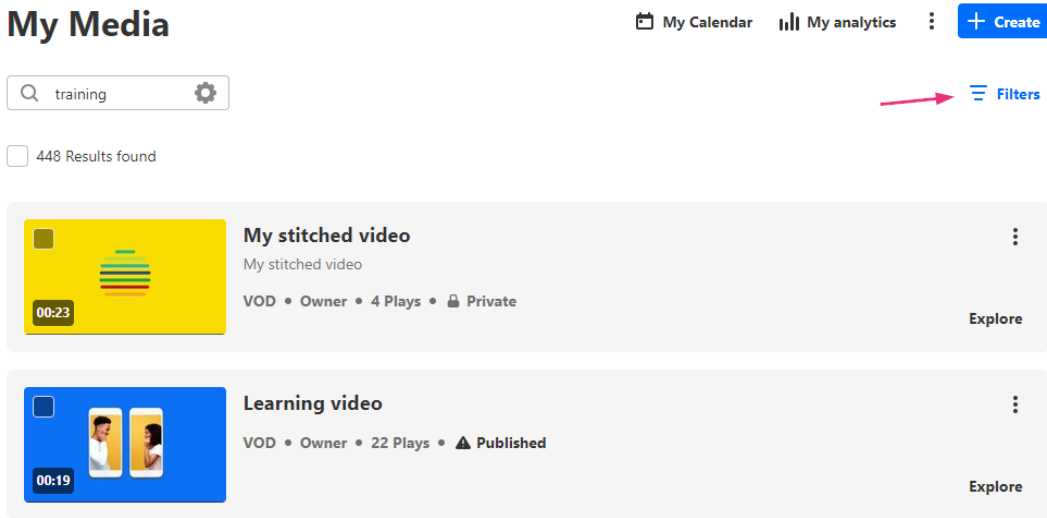 My Media
My Calendar
My analytics
Create
training
Filters
448 Results found
My stitched video
My stitched video
VOD • Owner • 4 Plays • Private
00:23
Explore
Learning video
VOD • Owner • 22 Plays • Published
00:19
Explore